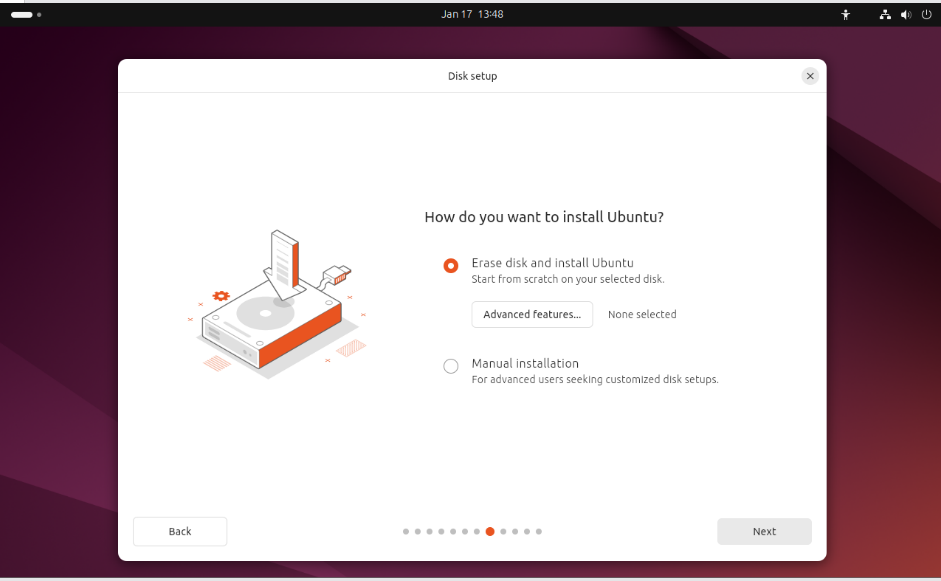 Jan 17 13:48
Disk setup
How do you want to install Ubuntu?
Erase disk and install Ubuntu
Start from scratch on your selected disk.
Advanced features... None selected
Manual installation
For advanced users seeking customized disk setups.
Back Next